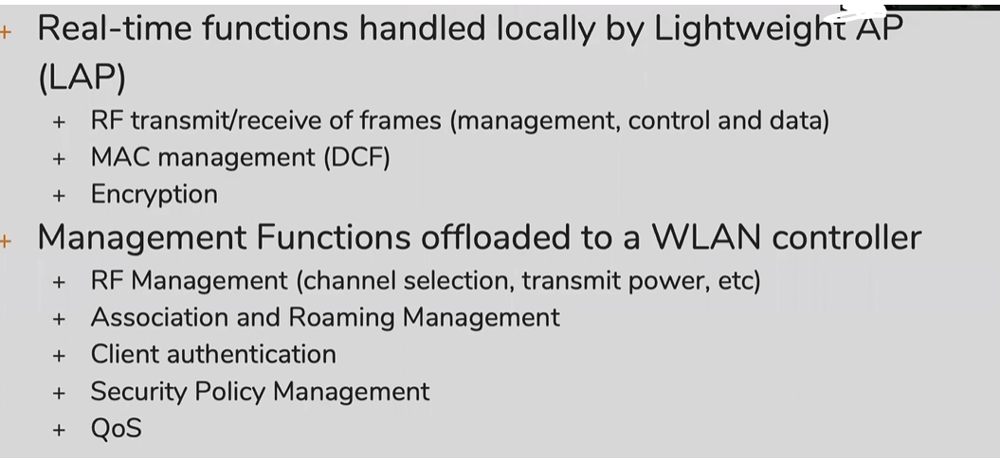 + Real-time functions handled locally by Lightweight AP
(LAP)
+ RF transmit/receive of frames (management, control and data)
+ MAC management (DCF)
+ Encryption
+ Management Functions offloaded to a WLAN controller
+ RF Management (channel selection, transmit power, etc)
+ Association and Roaming Management
+ Client authentication
+ Security Policy Management
+ QoS